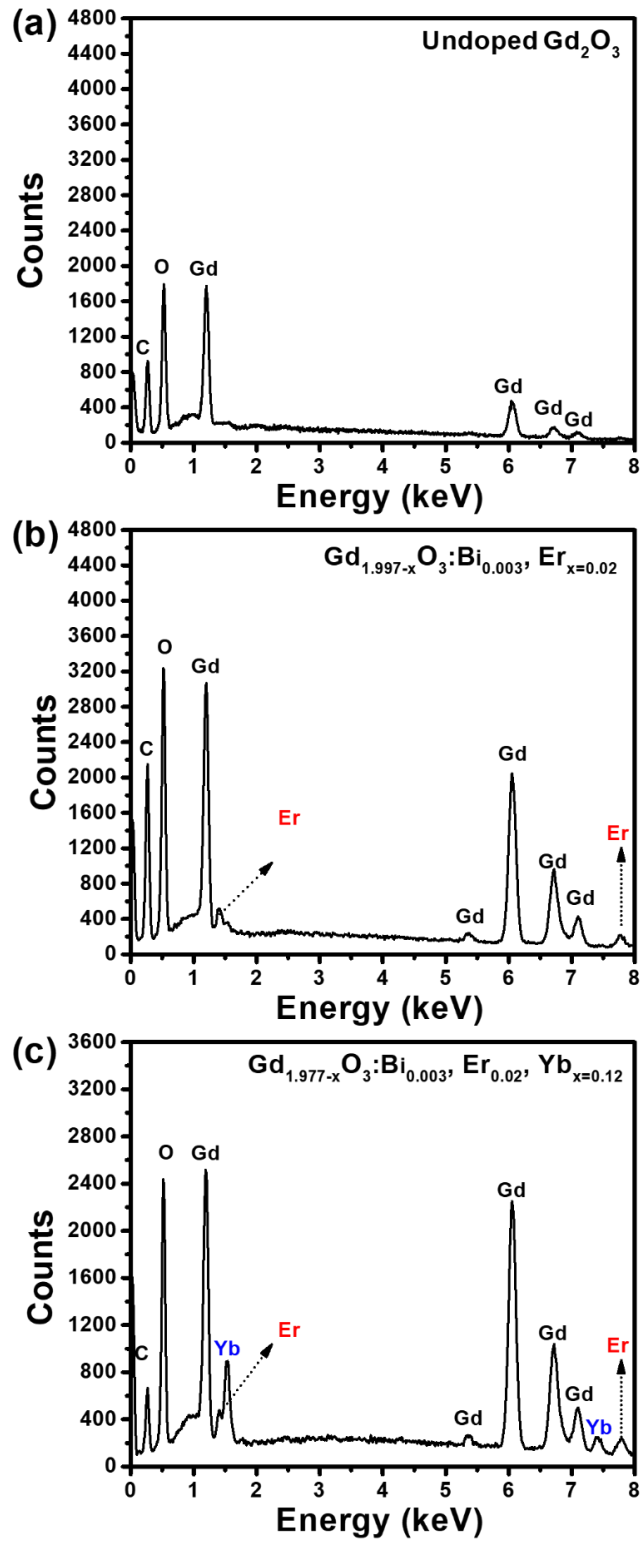 (a)
Undoped Gd₂O₃
Counts
4800
4400
4000
3600
3200
2800
2400
2000
1600
1200
800
400
0
C
O
Gd
Gd
Gd
Gd
0 1 2 3 4 5 6 7 8
Energy (keV)
(b)
Gd₁.₉₉₇₋ₓO₃:Bi₀.₀₀₃, Erₓ₌₀.₀₂
Counts
4800
4400
4000
3600
3200
2800
2400
2000
1600
1200
800
400
0
C
O
Gd
Er
Gd
Gd
Gd
Gd
Er
0 1 2 3 4 5 6 7 8
Energy (keV)
(c)
Gd₁.₉₇₇₋ₓO₃:Bi₀.₀₀₃, Er₀.₀₂, Ybₓ₌₀.₁₂
Counts
3600
3200
2800
2400
2000
1600
1200
800
400
0
C
O
Gd
Yb
Er
Gd
Gd
Gd
Gd
Yb
Er
0 1 2 3 4 5 6 7 8
Energy (keV)